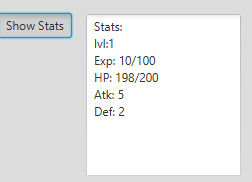 Show Stats
Stats:
lvl:1
Exp: 10/100
HP: 198/200
Atk: 5
Def: 2